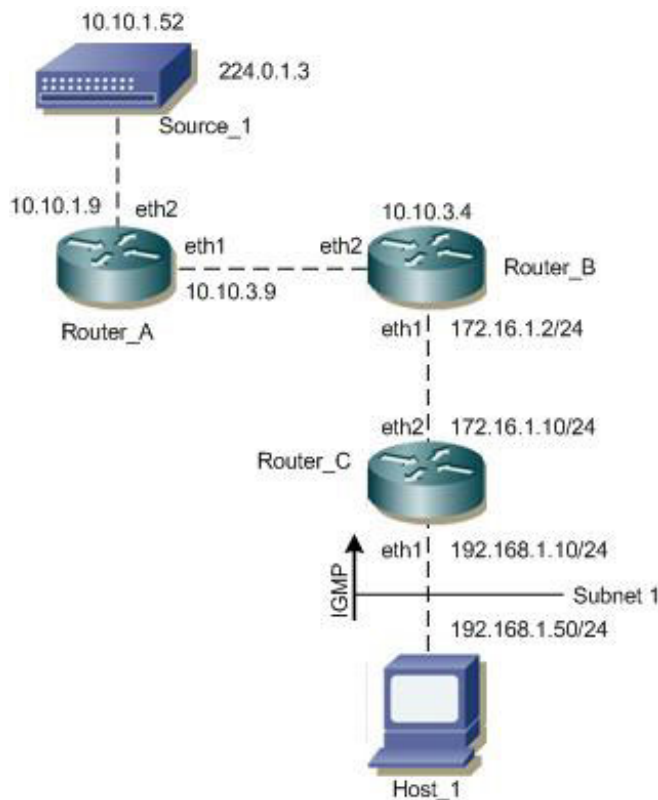 10.10.1.52
224.0.1.3
Source_1
10.10.1.9
eth2
eth1
10.10.3.9
Router_A
eth2
10.10.3.4
Router_B
eth1
172.16.1.2/24
eth2
172.16.1.10/24
Router_C
eth1
192.168.1.10/24
IGMP
Subnet 1
192.168.1.50/24
Host_1